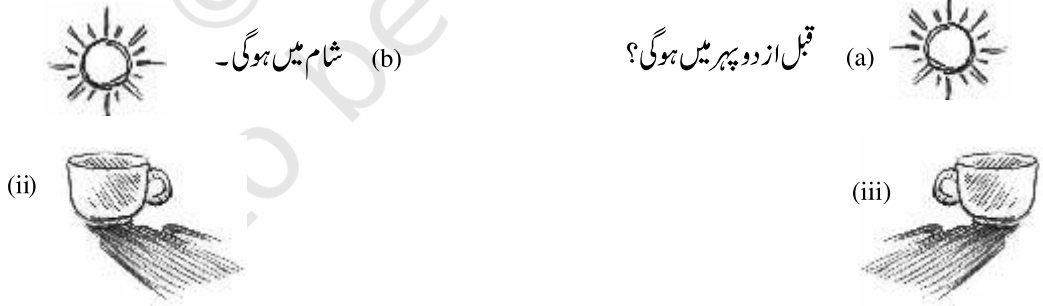 (a) قبل از دوپہر میں ہوگی؟
(b) شام میں ہوگی۔
(iii)
(ii)